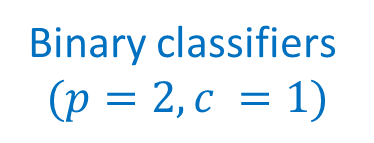 Binary classifiers
(p = 2, c = 1)